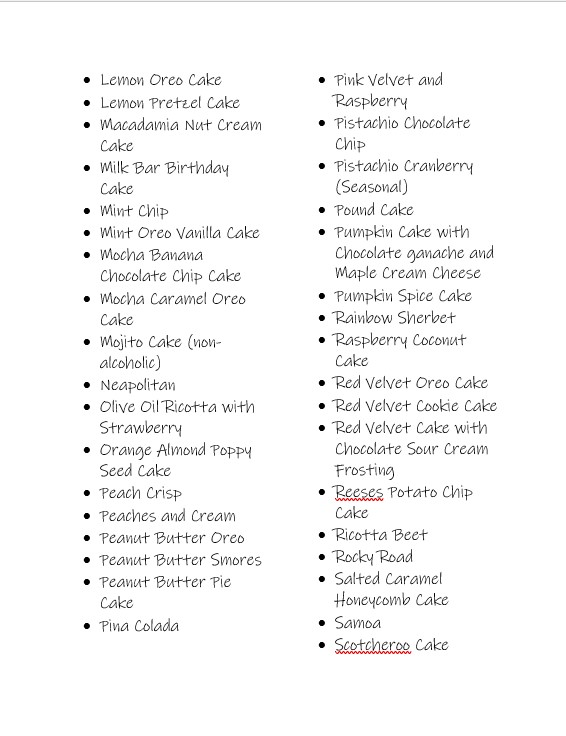 • Lemon Oreo Cake
• Lemon Pretzel Cake
• Macadamia Nut Cream
Cake
• Milk Bar Birthday
Cake
• Mint Chip
• Mint Oreo Vanilla Cake
• Mocha Banana
Chocolate Chip Cake
• Mocha Caramel Oreo
Cake
• Mojito Cake (non-
alcoholic)
• Neapolitan
• Olive Oil Ricotta with
Strawberry
• Orange Almond Poppy
Seed Cake
• Peach Crisp
• Peaches and Cream
• Peanut Butter Oreo
• Peanut Butter Smores
• Peanut Butter Pie
Cake
• Pina Colada
• Pink Velvet and
Raspberry
• Pistachio Chocolate
Chip
• Pistachio Cranberry
(Seasonal)
• Pound Cake
• Pumpkin Cake with
Chocolate ganache and
Maple Cream Cheese
• Pumpkin Spice Cake
• Rainbow Sherbet
• Raspberry Coconut
Cake
• Red Velvet Oreo Cake
• Red Velvet Cookie Cake
• Red Velvet Cake with
Chocolate Sour Cream
Frosting
• Reeses Potato Chip
Cake
• Ricotta Beet
• Rocky Road
• Salted Caramel
Honeycomb Cake
• Samoa
• Scotcheroo Cake